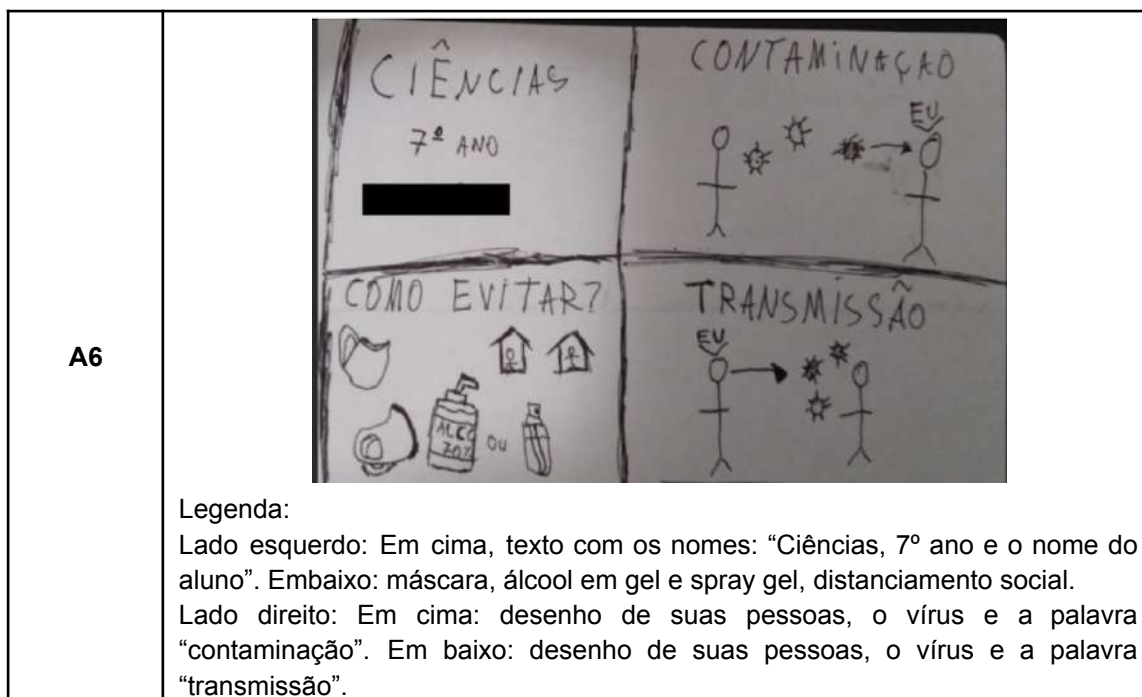 A6
CIÊNCIAS
7º ANO
CONTAMINAÇÃO
EU
COMO EVITAR?
ALCO
70%
OU
TRANSMISSÃO
EU
Legenda:
Lado esquerdo: Em cima, texto com os nomes: “Ciências, 7º ano e o nome do
aluno”. Embaixo: máscara, álcool em gel e spray gel, distanciamento social.
Lado direito: Em cima: desenho de suas pessoas, o vírus e a palavra
“contaminação”. Em baixo: desenho de suas pessoas, o vírus e a palavra
“transmissão”.